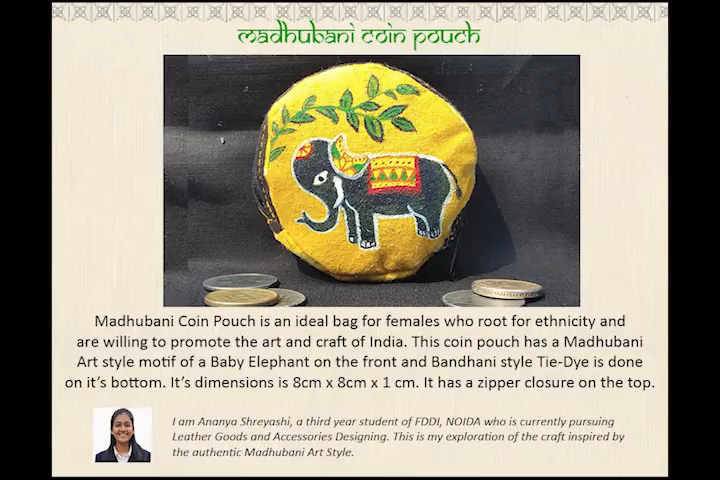 madhubani coin pouch
Madhubani Coin Pouch is an ideal bag for females who root for ethnicity and
are willing to promote the art and craft of India. This coin pouch has a Madhubani
Art style motif of a Baby Elephant on the front and Bandhani style Tie-Dye is done
on it's bottom. It's dimensions is 8cm x 8cm x 1 cm. It has a zipper closure on the top.
I am Ananya Shreyashi, a third year student of FDDI, NOIDA who is currently pursuing
Leather Goods and Accessories Designing. This is my exploration of the craft inspired by
the authentic Madhubani Art Style.